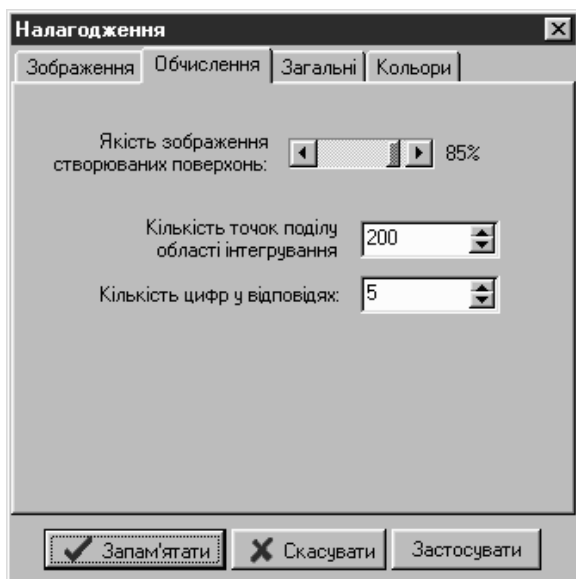 Налагодження
Зображення Обчислення Загальні Кольори
Якість зображення
створюваних поверхонь: 85%
Кількість точок поділу
області інтегрування 200
Кількість цифр у відповідях: 5
Запам'ятати Скасувати Застосувати